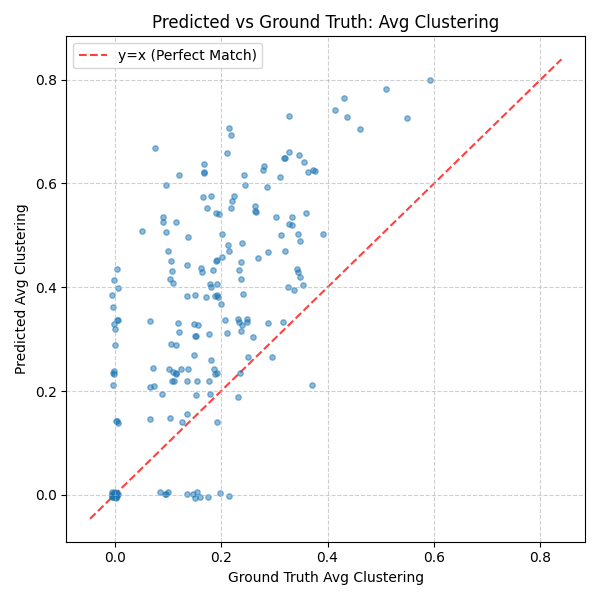 Predicted vs Ground Truth: Avg Clustering
y=x (Perfect Match)
Predicted Avg Clustering
0.8
0.6
0.4
0.2
0.0
0.0 0.2 0.4 0.6 0.8
Ground Truth Avg Clustering